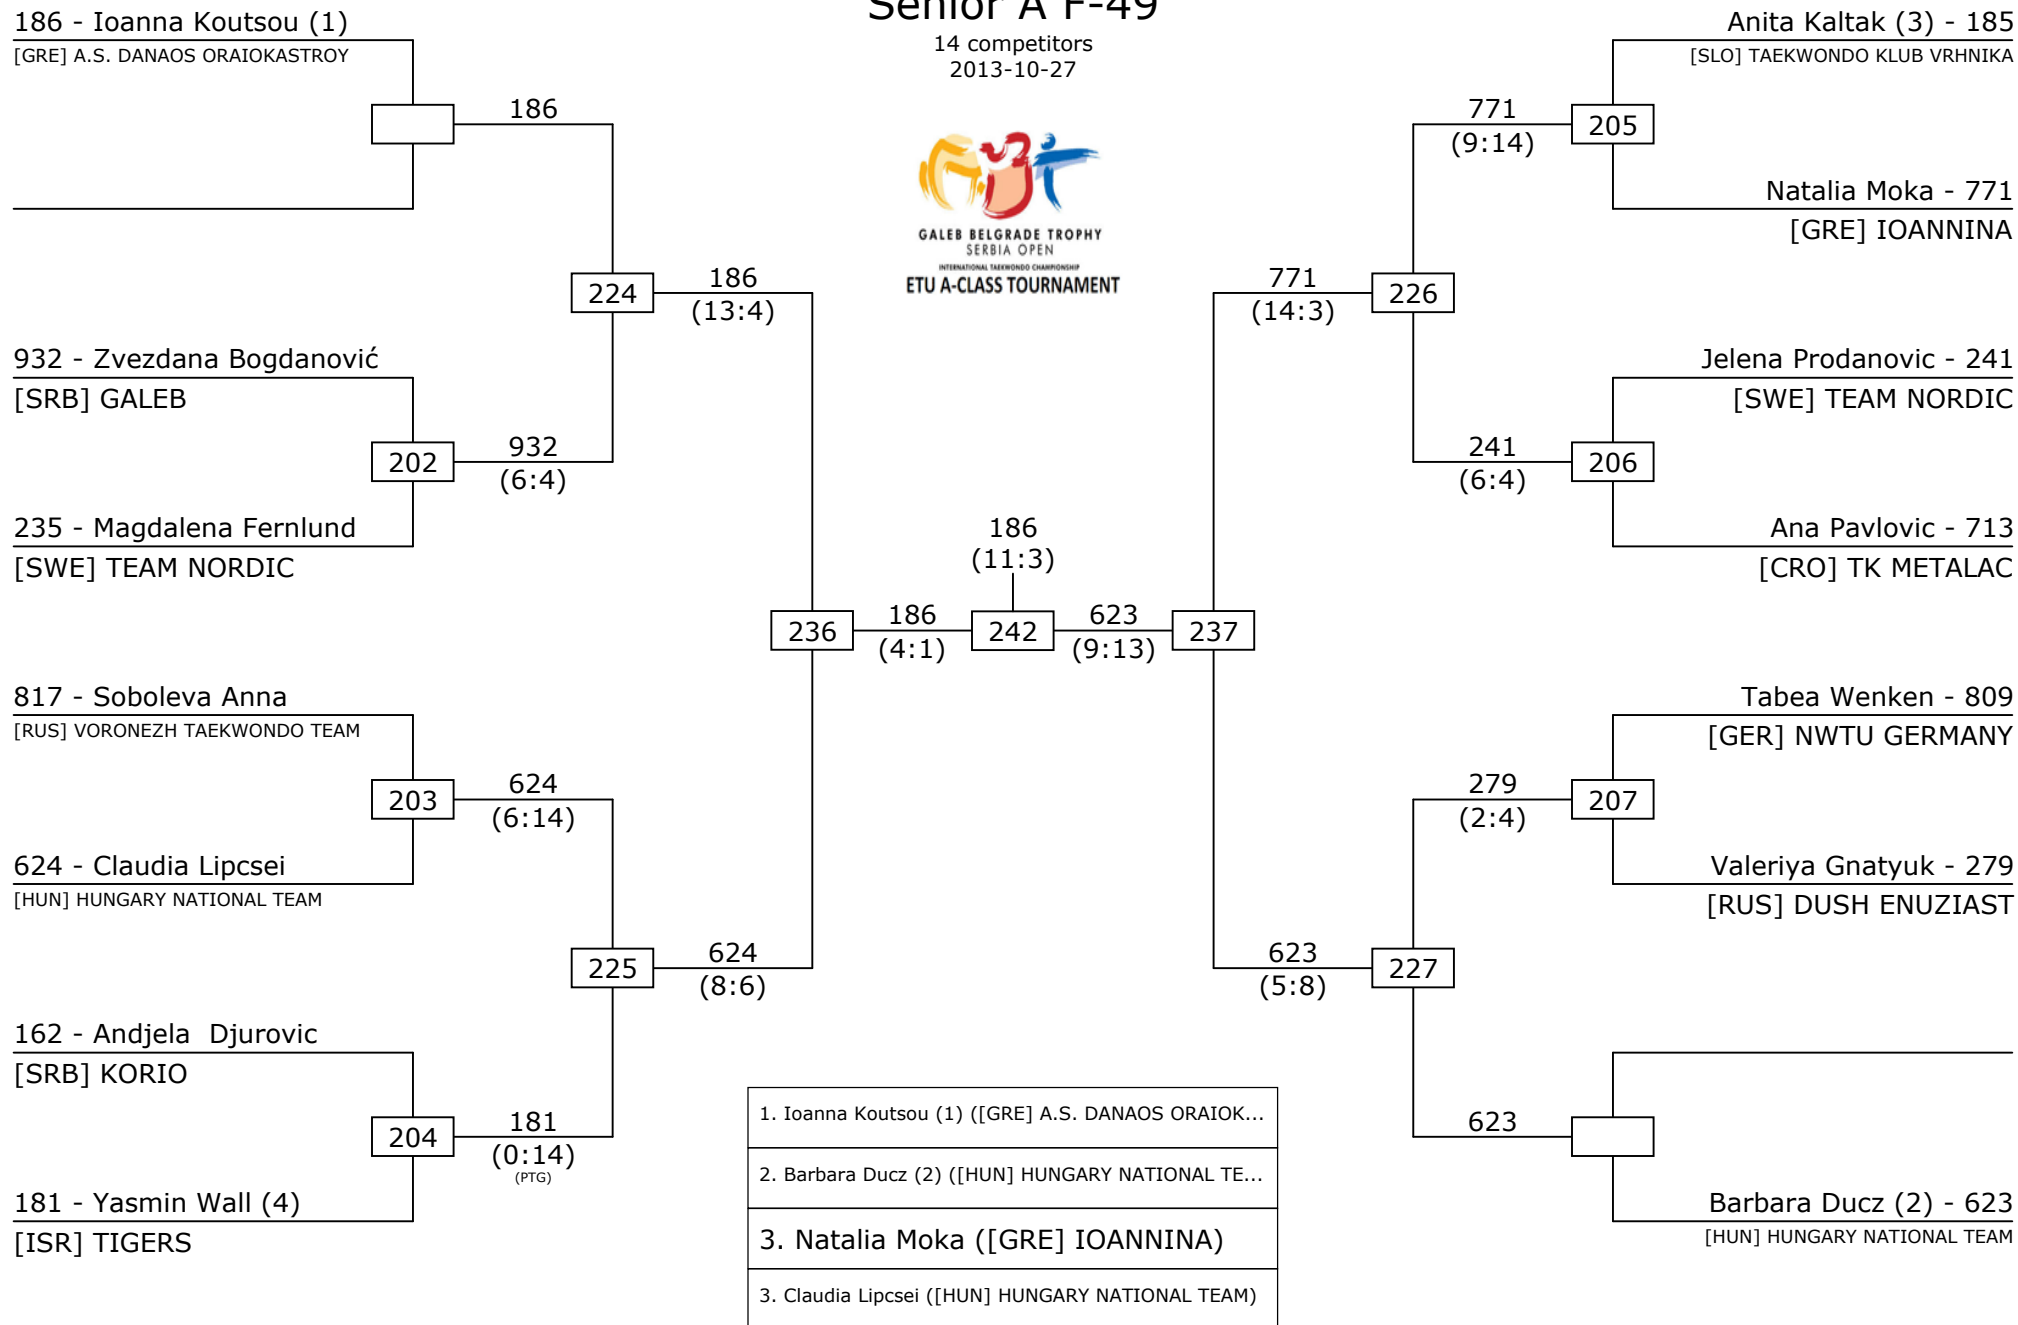 Senior A F-49
14 competitors
2013-10-27
GALEB BELGRADE TROPHY
SERBIA OPEN
INTERNATIONAL TAEKWONDO CHAMPIONSHIP
ETU A-CLASS TOURNAMENT
186 - Ioanna Koutsou (1)
[GRE] A.S. DANAOS ORAIOKASTROY
186
932 - Zvezdana Bogdanović
[SRB] GALEB
202
932
(6:4)
235 - Magdalena Fernlund
[SWE] TEAM NORDIC
224
186
(13:4)
817 - Soboleva Anna
[RUS] VORONEZH TAEKWONDO TEAM
203
624
(6:14)
624 - Claudia Lipcsei
[HUN] HUNGARY NATIONAL TEAM
225
624
(8:6)
162 - Andjela  Djurovic
[SRB] KORIO
204
181
(0:14)
(PTG)
181 - Yasmin Wall (4)
[ISR] TIGERS
236
186
(4:1)
186
(11:3)
242
623
(9:13)
237
Anita Kaltak (3) - 185
[SLO] TAEKWONDO KLUB VRHNIKA
771
(9:14)
205
Natalia Moka - 771
[GRE] IOANNINA
771
(14:3)
226
Jelena Prodanovic - 241
[SWE] TEAM NORDIC
241
(6:4)
206
Ana Pavlovic - 713
[CRO] TK METALAC
Tabea Wenken - 809
[GER] NWTU GERMANY
279
(2:4)
207
Valeriya Gnatyuk - 279
[RUS] DUSH ENUZIAST
623
(5:8)
227
623
Barbara Ducz (2) - 623
[HUN] HUNGARY NATIONAL TEAM
1. Ioanna Koutsou (1) ([GRE] A.S. DANAOS ORAIOK...
2. Barbara Ducz (2) ([HUN] HUNGARY NATIONAL TE...
3. Natalia Moka ([GRE] IOANNINA)
3. Claudia Lipcsei ([HUN] HUNGARY NATIONAL TEAM)